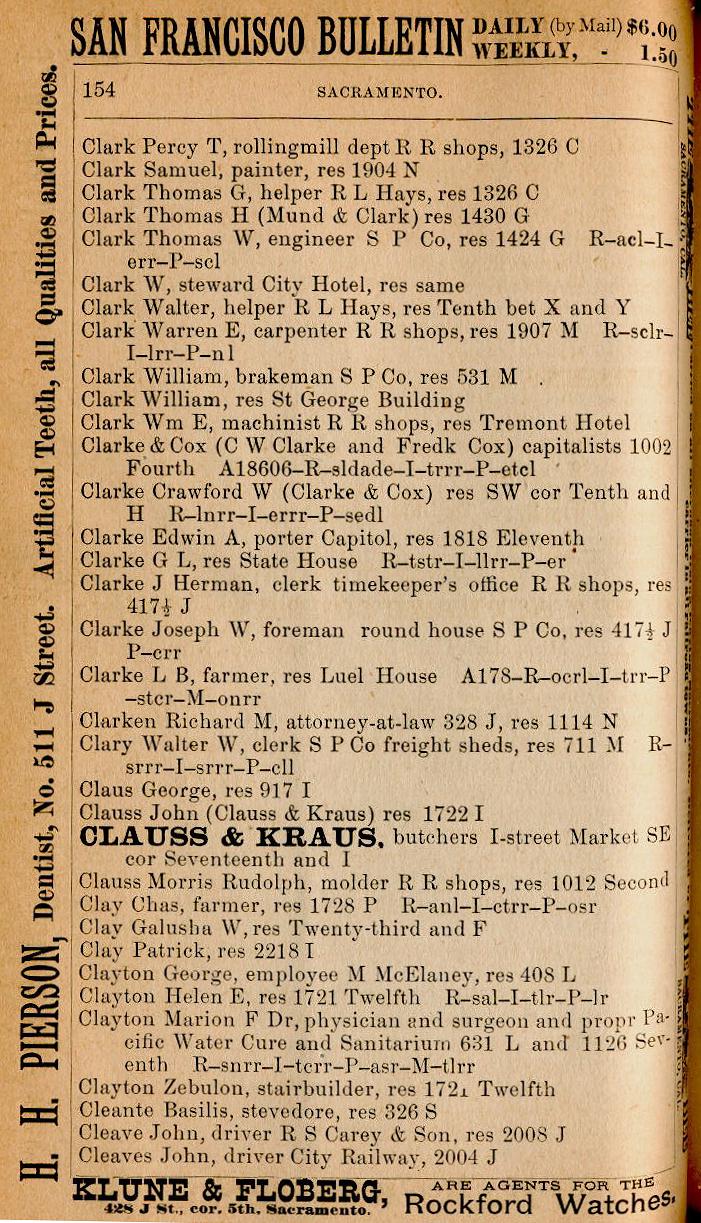 SAN FRANCISCO BULLETIN DAILY (by Mail) $6.00
WEEKLY, - 1.50
154 SACRAMENTO.
Clark Percy T, rollingmill dept R R shops, 1326 C
Clark Samuel, painter, res 1904 N
Clark Thomas G, helper R L Hays, res 1326 C
Clark Thomas H (Mund & Clark) res 1430 G
Clark Thomas W, engineer S P Co, res 1424 G R–acl–I–
err–P–scl
Clark W, steward City Hotel, res same
Clark Walter, helper R L Hays, res Tenth bet X and Y
Clark Warren E, carpenter R R shops, res 1907 M R–sclr–
I–lrr–P–nl
Clark William, brakeman S P Co, res 531 M
Clark William, res St George Building
Clark Wm E, machinist R R shops, res Tremont Hotel
Clarke & Cox (C W Clarke and Fredk Cox) capitalists 1002
Fourth A18606–R–sldade–I–trrr–P–etcl
Clarke Crawford W (Clarke & Cox) res SW cor Tenth and
H R–lnrr–I–errr–P–sedl
Clarke Edwin A, porter Capitol, res 1818 Eleventh
Clarke G L, res State House R–tstr–I–llrr–P–er
Clarke J Herman, clerk timekeeper's office R R shops, res
417½ J
Clarke Joseph W, foreman round house S P Co, res 417½ J
P–crr
Clarke L B, farmer, res Luel House A178–R–ocrl–I–trr–P
–stcr–M–onrr
Clarken Richard M, attorney-at-law 328 J, res 1114 N
Clary Walter W, clerk S P Co freight sheds, res 711 M R–
srrr–I–srrr–P–cll
Claus George, res 917 I
Clauss John (Clauss & Kraus) res 1722 I
CLAUSS & KRAUS, butchers I-street Market SE
cor Seventeenth and I
Clauss Morris Rudolph, molder R R shops, res 1012 Second
Clay Chas, farmer, res 1728 P R–anl–I–ctrr–P–osr
Clay Galusha W, res Twenty-third and F
Clay Patrick, res 2218 I
Clayton George, employee M McElaney, res 408 L
Clayton Helen E, res 1721 Twelfth R–sal–I–tlr–P–lr
Clayton Marion F Dr, physician and surgeon and propr Pa-
cific Water Cure and Sanitarium 631 L and 1126 Sev-
enth R–snrr–I–tcrr–P–asr–M–tlrr
Clayton Zebulon, stairbuilder, res 1721 Twelfth
Cleante Basilis, stevedore, res 326 S
Cleave John, driver R S Carey & Son, res 2008 J
Cleaves John, driver City Railway, 2004 J
KLUNE & FLOBERG, ARE AGENTS FOR THE
428 J St., cor. 5th, Sacramento. Rockford Watches.
H. H. PIERSON, Dentist, No. 511 J Street. Artificial Teeth, all Qualities and Prices.